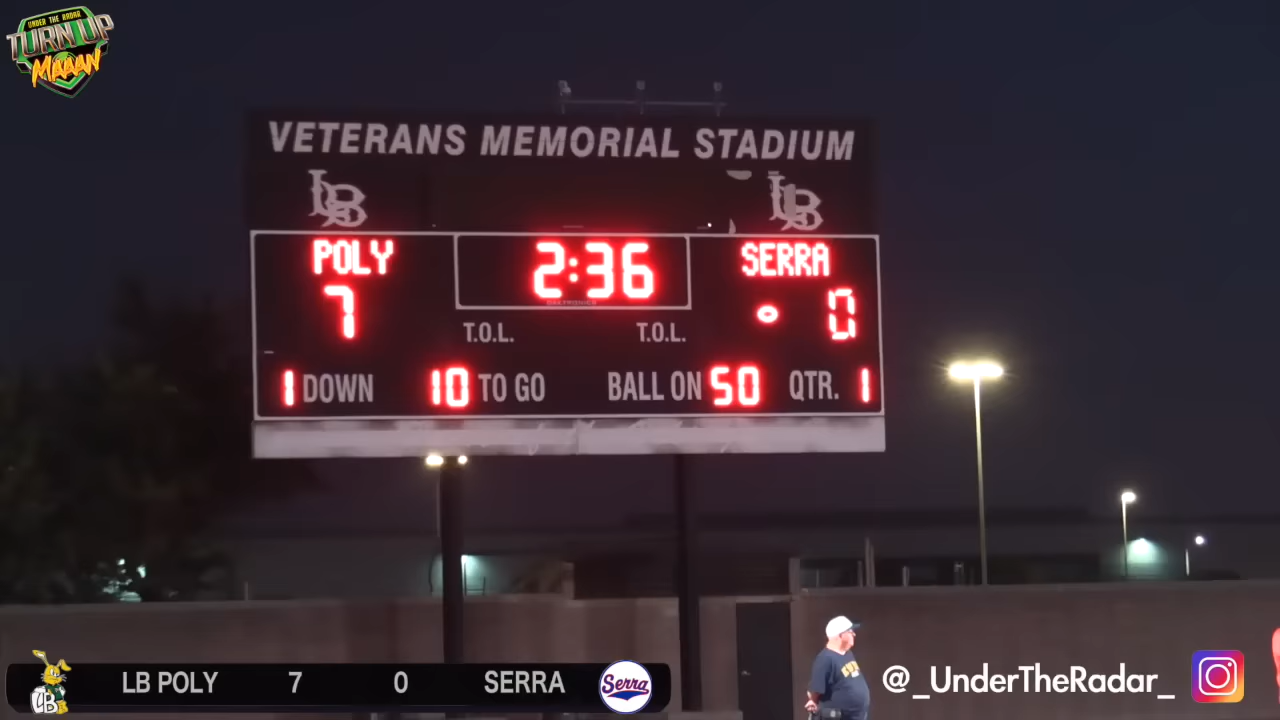 UNDER THE RADAR
TURN UP
MAAAN
VETERANS MEMORIAL STADIUM
LB LB
POLY 2:36 SERRA
DAKTRONICS
7 0
T.O.L. T.O.L.
1 DOWN 10 TO GO BALL ON 50 QTR. 1
LB POLY 7 0 SERRA Serra
@_UnderTheRadar_